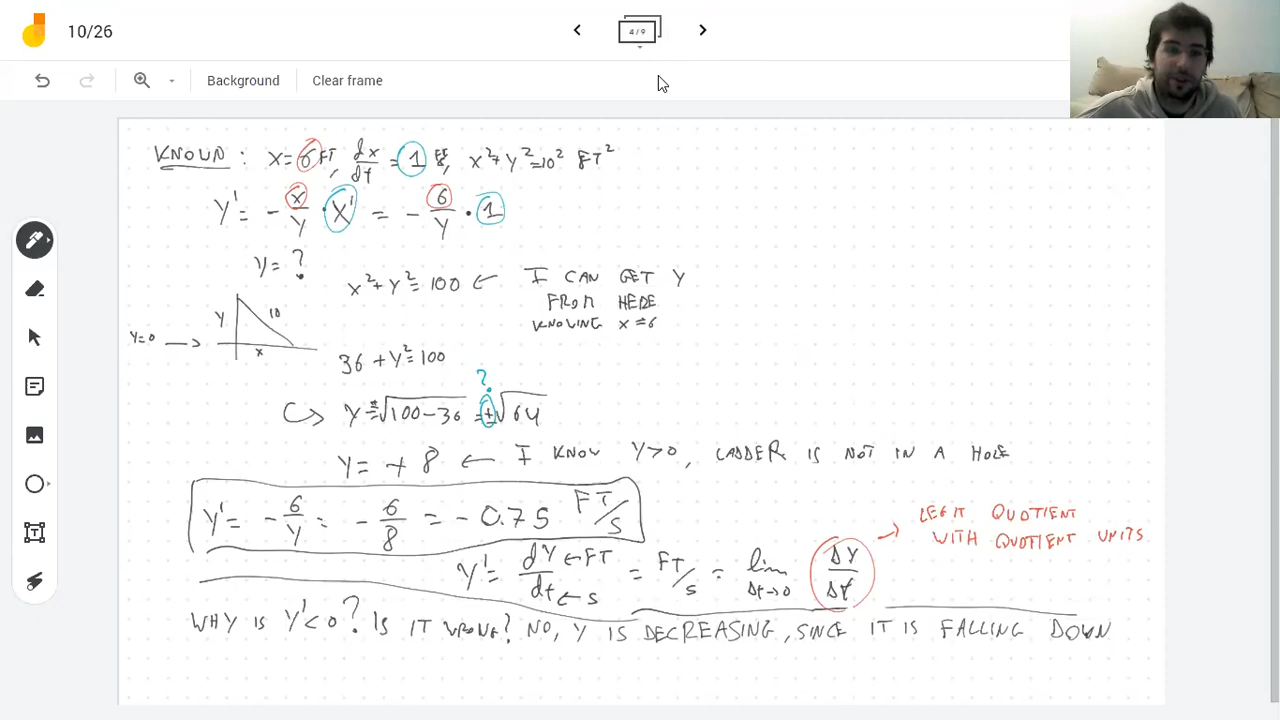 10/26
4/9
Background
Clear frame
KNOWN : X=6 FT, dx/dt = 1 , X²+Y²=10² FT²
Y' = - X/Y · X' = - 6/Y · 1
Y = ?
X²+Y²=100 ← I CAN GET Y
FROM HERE
KNOWING X=6
Y 10
Y=0 →
X
36 + Y²=100
?
Y=±√100-36 = ±√64
Y = + 8 ← I KNOW Y>0, LADDER IS NOT IN A HOLE
Y' = - 6/Y = - 6/8 = - 0.75 FT/S
LEGIT QUOTIENT
WITH QUOTIENT UNITS
Y' = dY/dt ←FT ←S = FT/S = lim Δt→0 ΔY/Δt →
WHY IS Y'<0? IS IT WRONG? NO, Y IS DECREASING, SINCE IT IS FALLING DOWN